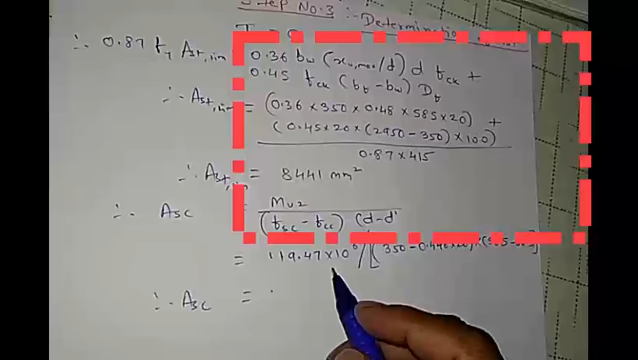 Step No.3 :- Determination
T = C
∴ 0.87 fy Ast,lim
0.36 bw (xu,max/d) d fck +
0.45 fck (bf - bw) Df
∴ Ast,lim = (0.36 × 350 × 0.48 × 585 × 20) +
(0.45 × 20 × (2950 - 350) × 100)
0.87 × 415
∴ Ast,lim = 8441 mm²
∴ Asc = Mu2
(fsc - fcc) (d-d'
= 119.47 × 10⁶ / [(350 - 0.446×20)
∴ Asc =